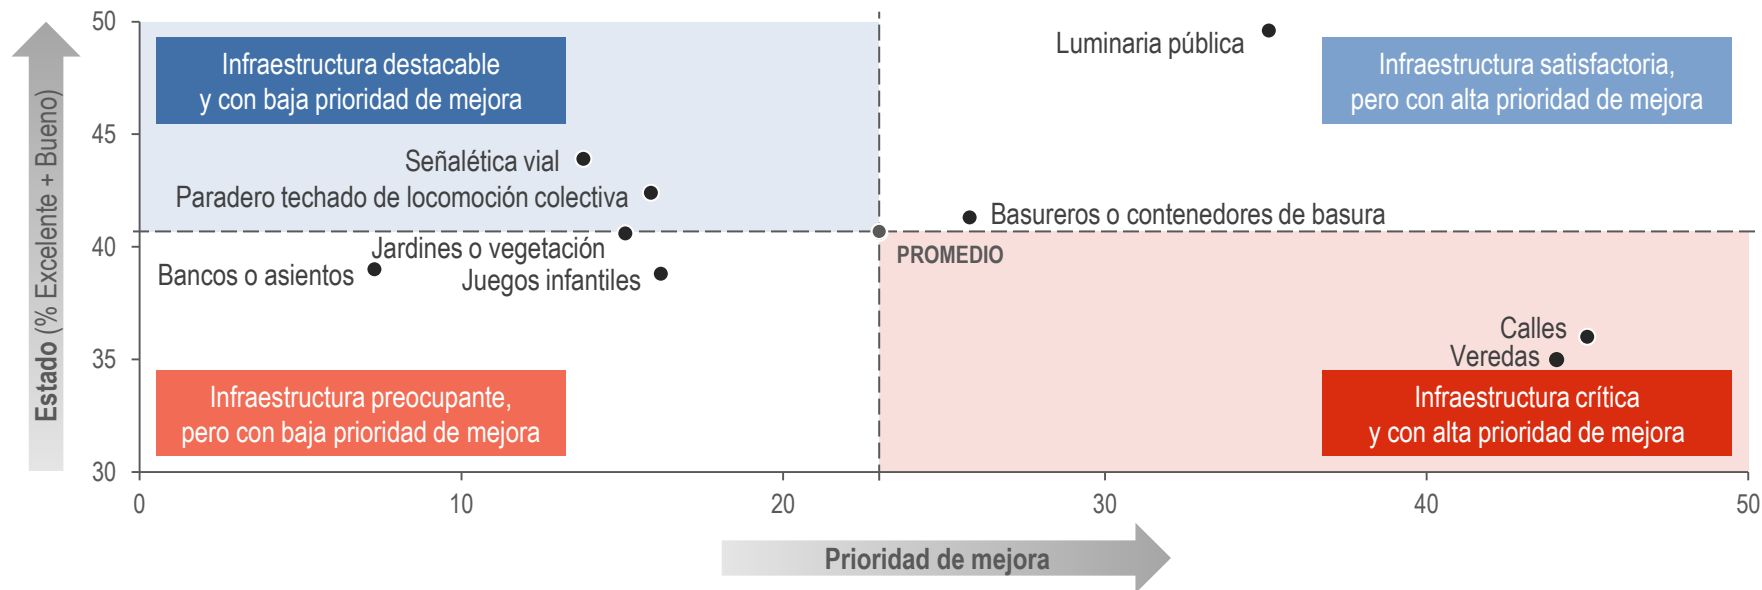 50
45
40
35
30
Estado (% Excelente + Bueno)
Infraestructura destacable
y con baja prioridad de mejora
Luminaria pública
Infraestructura satisfactoria,
pero con alta prioridad de mejora
Señalética vial
Paradero techado de locomoción colectiva
Basureros o contenedores de basura
Jardines o vegetación
PROMEDIO
Bancos o asientos
Juegos infantiles
Calles
Veredas
Infraestructura preocupante,
pero con baja prioridad de mejora
Infraestructura crítica
y con alta prioridad de mejora
0
10
20
30
40
50
Prioridad de mejora